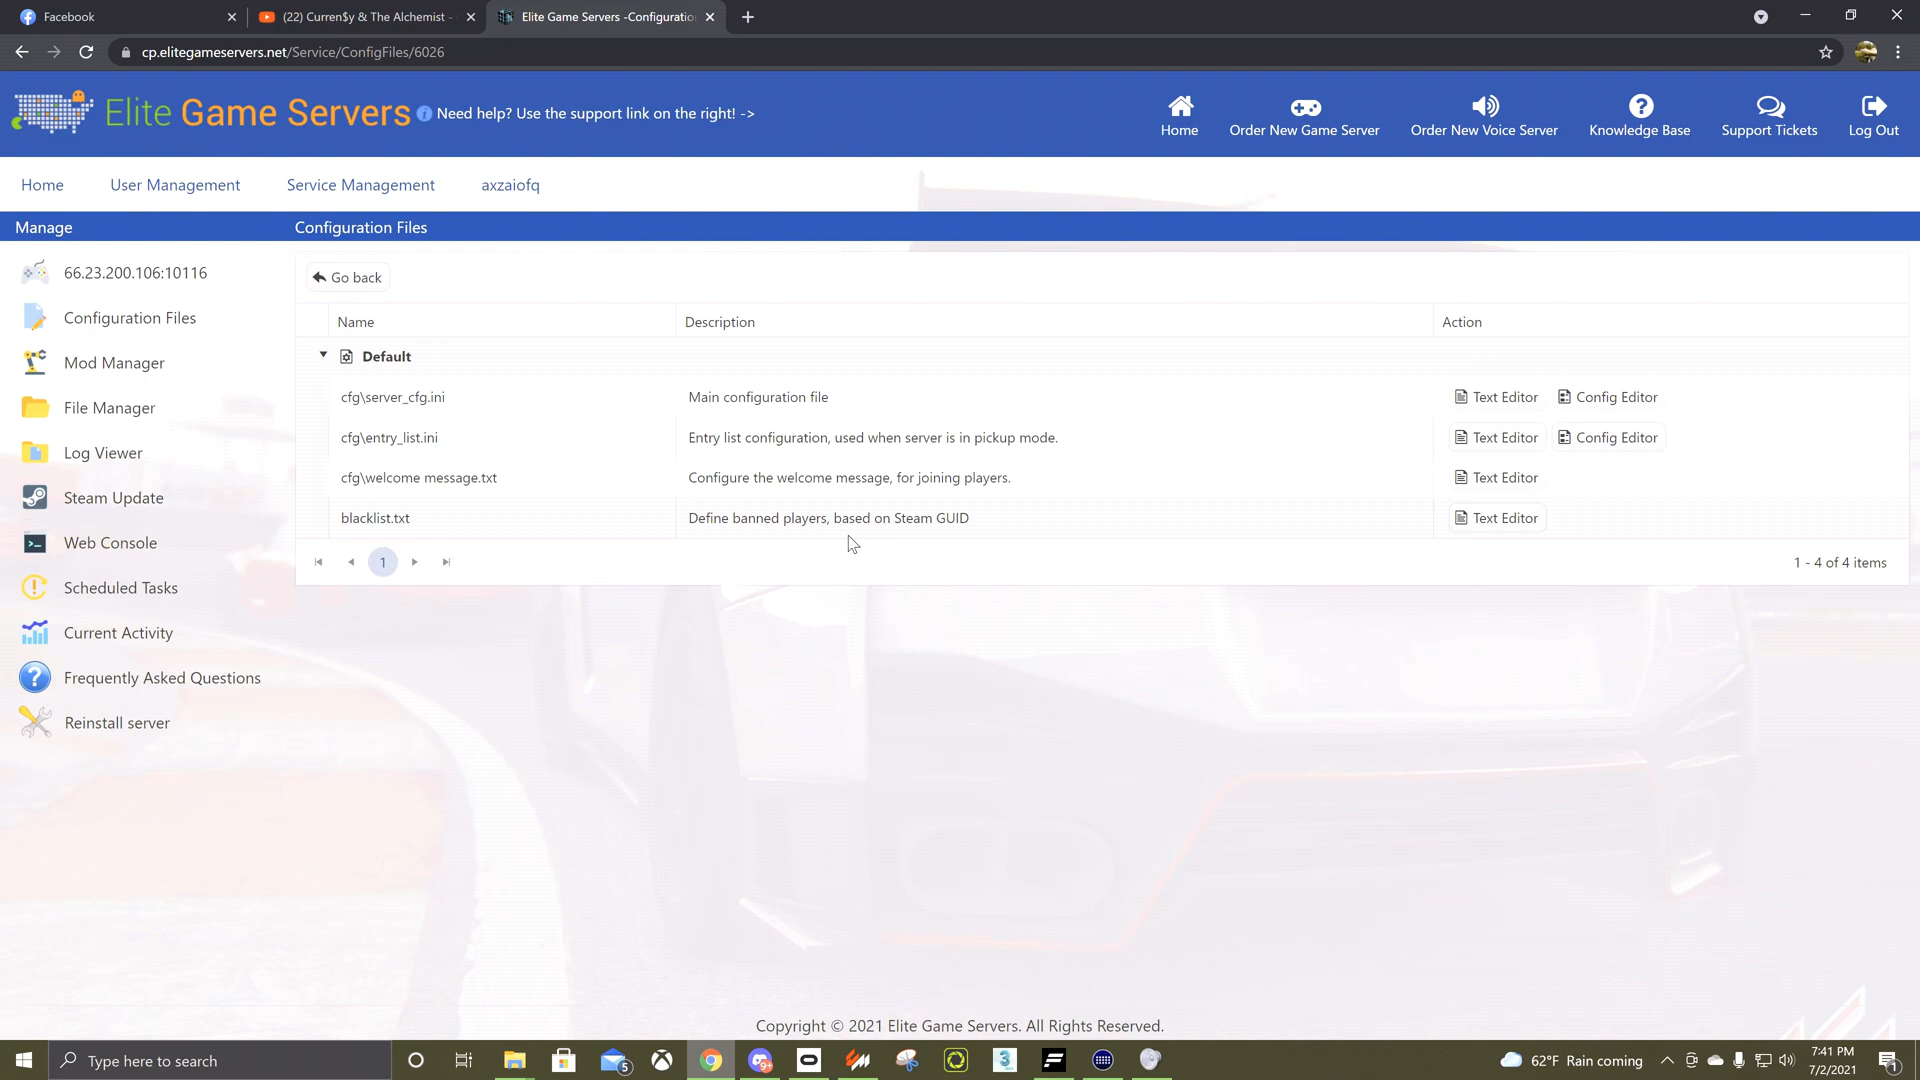 Facebook
(22) Curren$y & The Alchemist -
Elite Game Servers -Configuratio
cp.elitegameservers.net/Service/ConfigFiles/6026
Elite Game Servers
Need help? Use the support link on the right! ->
Home
Order New Game Server
Order New Voice Server
Knowledge Base
Support Tickets
Log Out
Home
User Management
Service Management
axzaiofq
Manage
Configuration Files
66.23.200.106:10116
Configuration Files
Mod Manager
File Manager
Log Viewer
Steam Update
Web Console
Scheduled Tasks
Current Activity
Frequently Asked Questions
Reinstall server
Go back
Name Description Action
Default
cfg\server_cfg.ini Main configuration file Text Editor Config Editor
cfg\entry_list.ini Entry list configuration, used when server is in pickup mode. Text Editor Config Editor
cfg\welcome message.txt Configure the welcome message, for joining players. Text Editor
blacklist.txt Define banned players, based on Steam GUID Text Editor
1
1 - 4 of 4 items
Copyright © 2021 Elite Game Servers. All Rights Reserved.
Type here to search
5
9+
62°F Rain coming
7:41 PM
7/2/2021
1